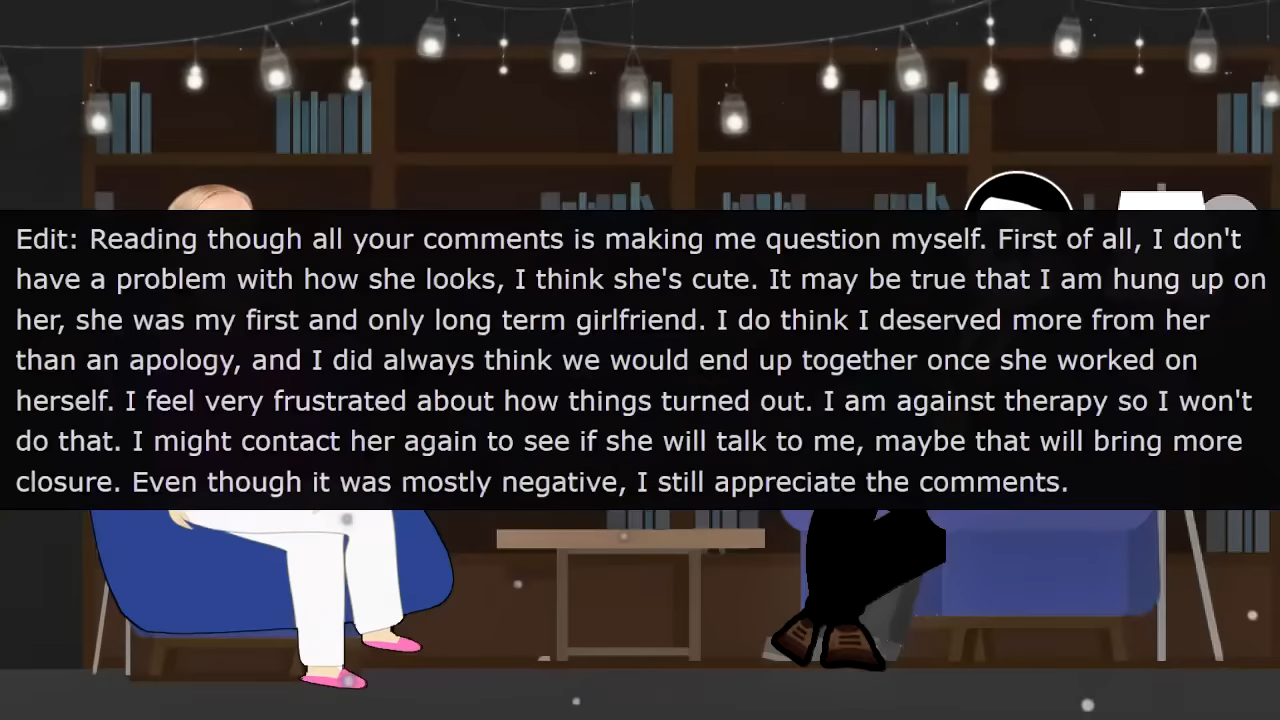 Edit: Reading though all your comments is making me question myself. First of all, I don't
have a problem with how she looks, I think she's cute. It may be true that I am hung up on
her, she was my first and only long term girlfriend. I do think I deserved more from her
than an apology, and I did always think we would end up together once she worked on
herself. I feel very frustrated about how things turned out. I am against therapy so I won't
do that. I might contact her again to see if she will talk to me, maybe that will bring more
closure. Even though it was mostly negative, I still appreciate the comments.